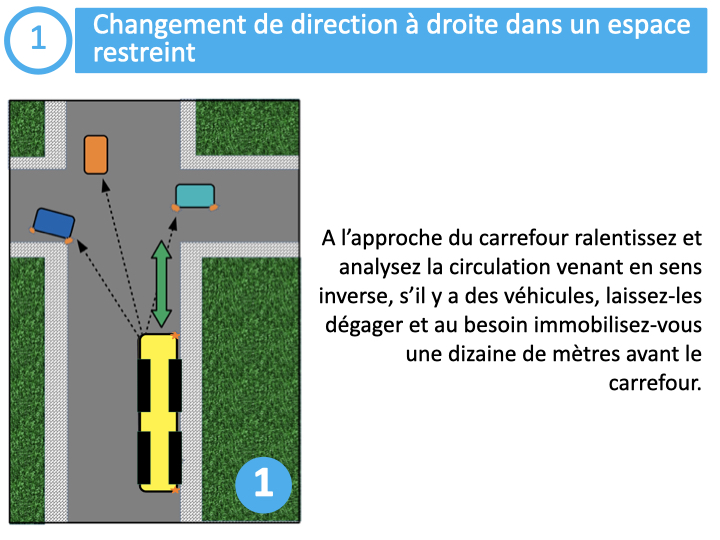 1
Changement de direction à droite dans un espace
restreint
A l’approche du carrefour ralentissez et
analysez la circulation venant en sens
inverse, s’il y a des véhicules, laissez-les
dégager et au besoin immobilisez-vous
une dizaine de mètres avant le
carrefour.
1